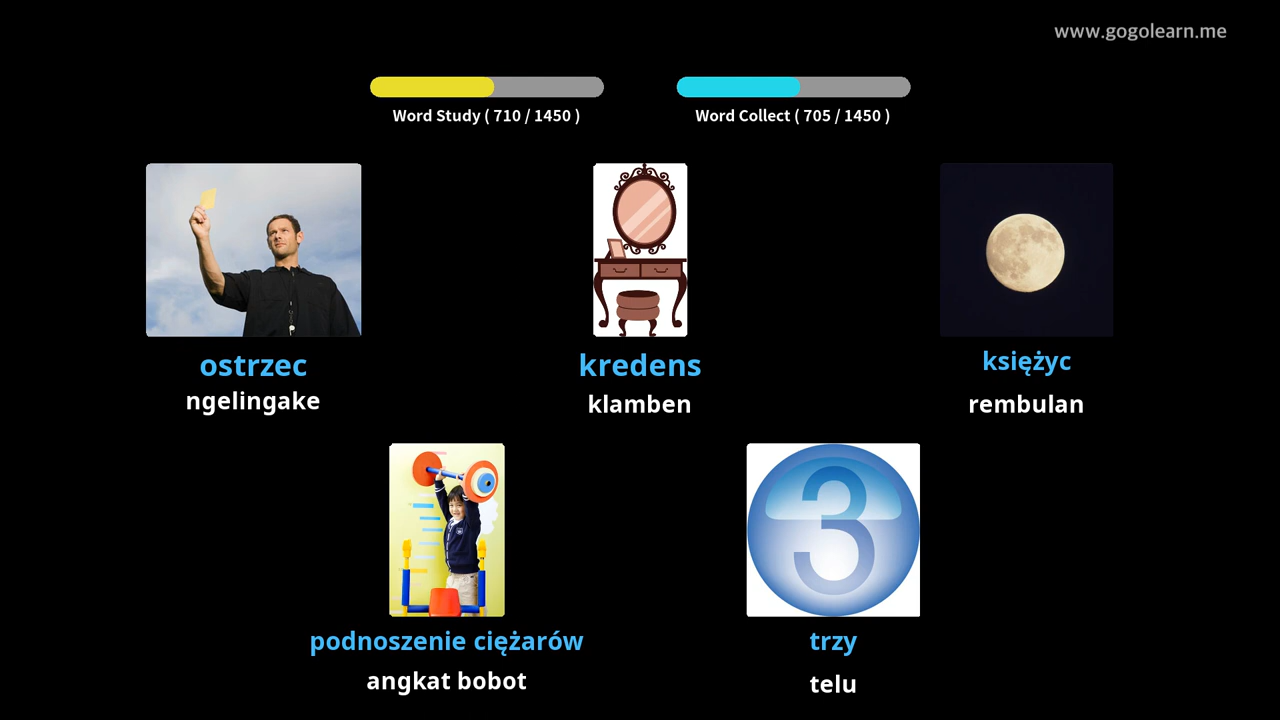 www.gogolearn.me
Word Study ( 710 / 1450 )
Word Collect ( 705 / 1450 )
ostrzec
ngelingake
kredens
klamben
księżyc
rembulan
podnoszenie ciężarów
angkat bobot
trzy
telu
3